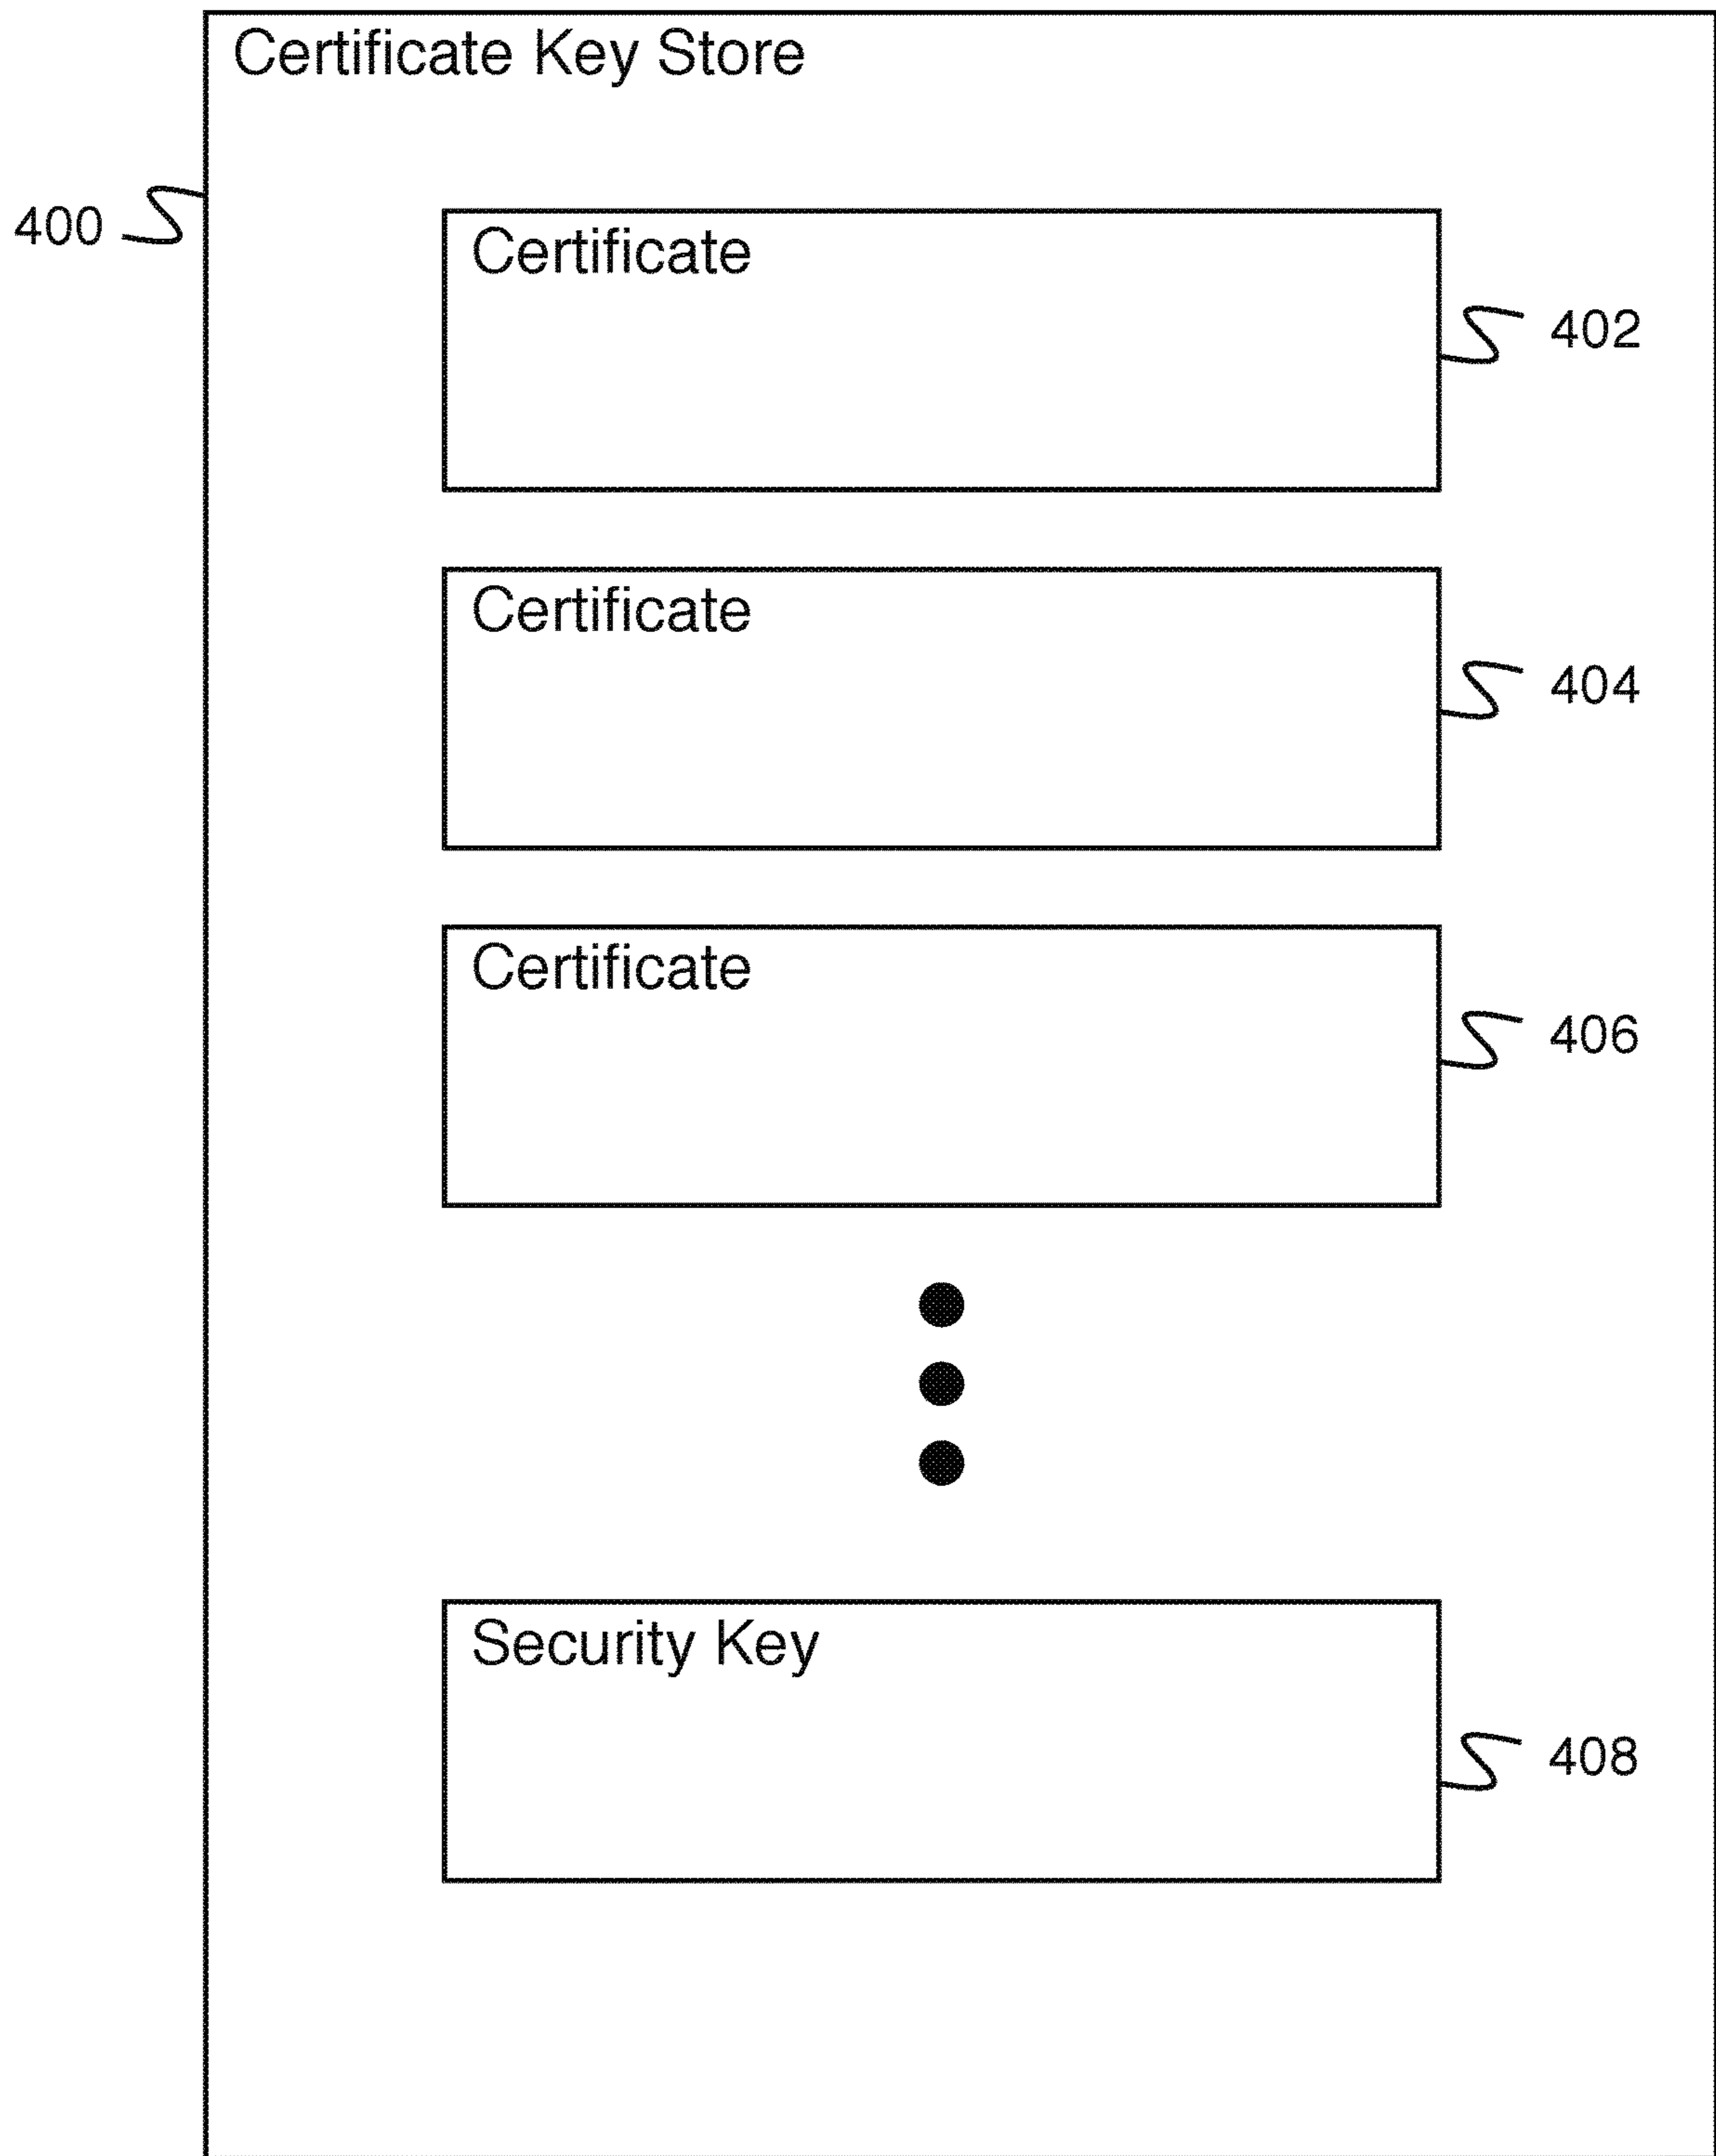 Certificate Key Store
400
Certificate
402
Certificate
404
Certificate
406
Security Key
408